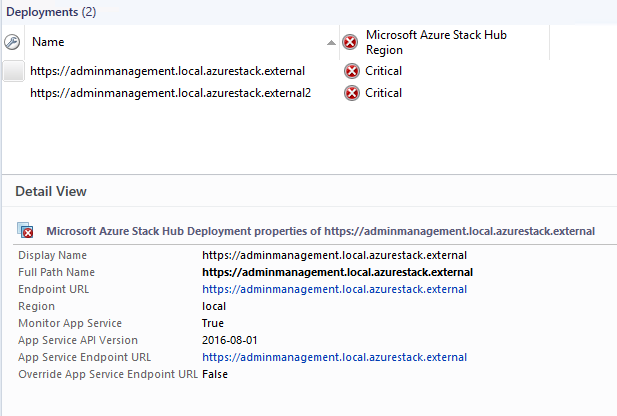 Deployments (2)
Name
Microsoft Azure Stack Hub
Region
https://adminmanagement.local.azurestack.external Critical
https://adminmanagement.local.azurestack.external2 Critical
Detail View
Microsoft Azure Stack Hub Deployment properties of https://adminmanagement.local.azurestack.external
Display Name https://adminmanagement.local.azurestack.external
Full Path Name https://adminmanagement.local.azurestack.external
Endpoint URL https://adminmanagement.local.azurestack.external
Region local
Monitor App Service True
App Service API Version 2016-08-01
App Service Endpoint URL https://adminmanagement.local.azurestack.external
Override App Service Endpoint URL False